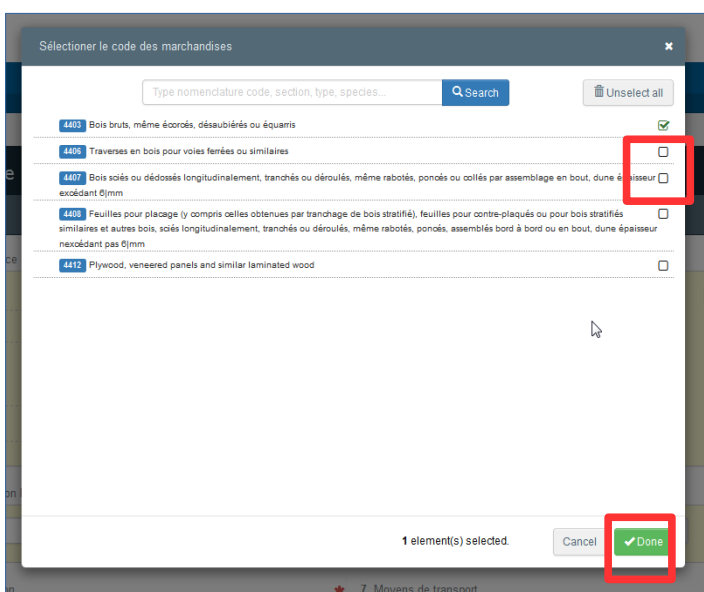 Sélectioner le code des marchandises
Type nomenclature code, section, type, species...
Search
Unselect all
4403 Bois bruts, même écorcés, désaubiérés ou équarris
4406 Traverses en bois pour voies ferrées ou similaires
4407 Bois sciés ou dédossés longitudinalement, tranchés ou déroulés, même rabotés, poncés ou collés par assemblage en bout, dune épaisseur
excédant 6|mm
4408 Feuilles pour placage (y compris celles obtenues par tranchage de bois stratifié), feuilles pour contre-plaqués ou pour bois stratifiés
similaires et autres bois, sciés longitudinalement, tranchés ou déroulés, même rabotés, poncés, assemblés bord à bord ou en bout, dune épaisseur
nexcédant pas 6|mm
4412 Plywood, veneered panels and similar laminated wood
1 element(s) selected.
Cancel
Done
7. Moyens de transport